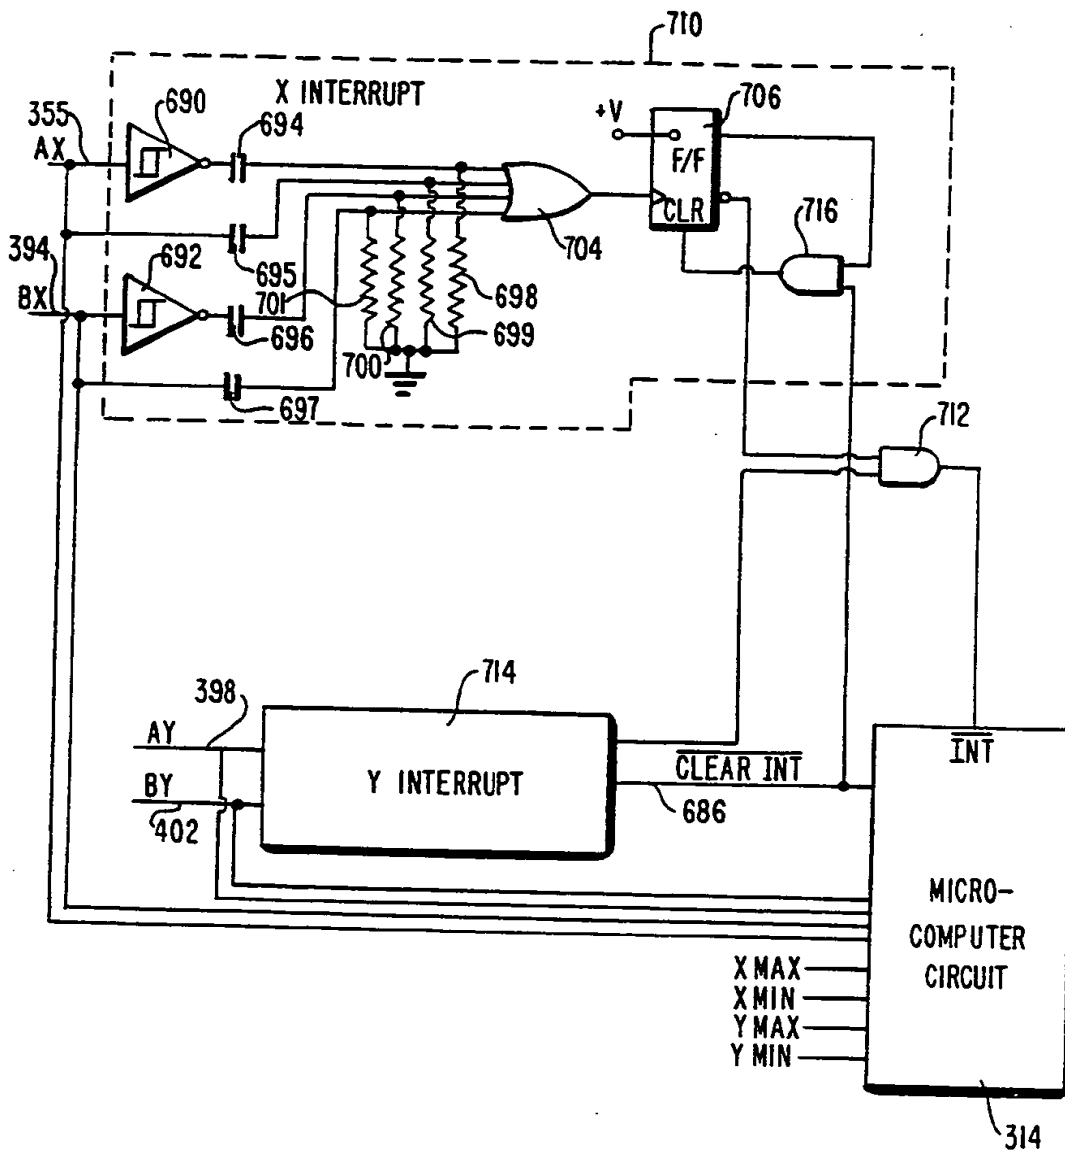 710
X INTERRUPT
690
694
355
AX
+V
706
F/F
CLR
704
716
394
692
695
BX
701
698
696
700
699
697
712
714
398
AY
Y INTERRUPT
CLEAR INT
INT
BY
402
686
MICRO-
COMPUTER
CIRCUIT
X MAX
X MIN
Y MAX
Y MIN
314